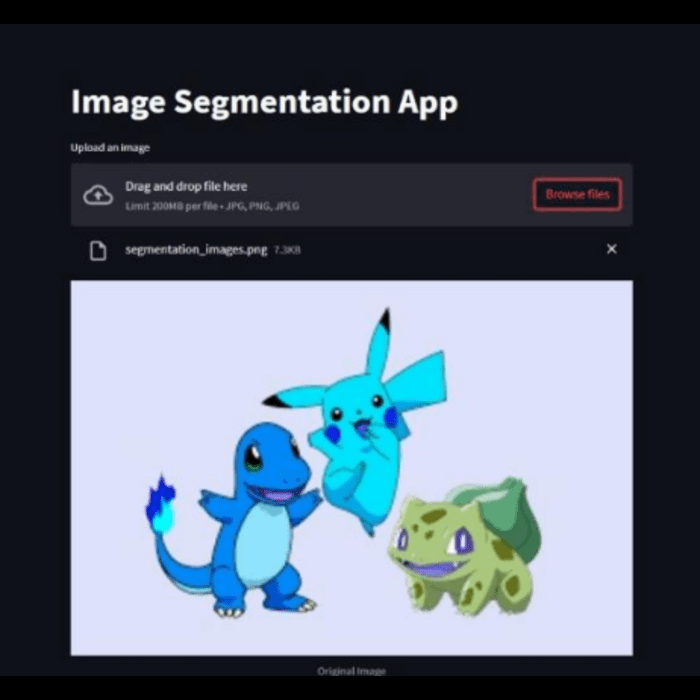 Image Segmentation App
Upload an image
Drag and drop file here
Limit 200MB per file • JPG, PNG, JPEG
Browse files
segmentation_images.png 7.3KB
Original Image